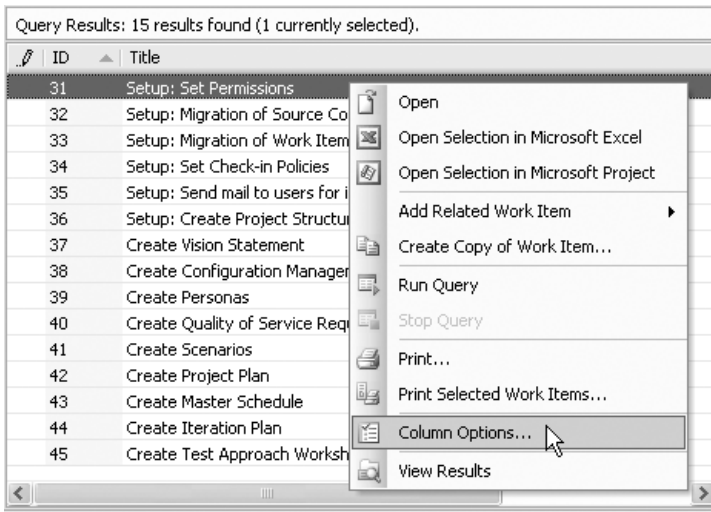 Query Results: 15 results found (1 currently selected).
ID Title
31 Setup: Set Permissions
32 Setup: Migration of Source Co
33 Setup: Migration of Work Item
34 Setup: Set Check-in Policies
35 Setup: Send mail to users for i
36 Setup: Create Project Structu
37 Create Vision Statement
38 Create Configuration Manager
39 Create Personas
40 Create Quality of Service Requ
41 Create Scenarios
42 Create Project Plan
43 Create Master Schedule
44 Create Iteration Plan
45 Create Test Approach Worksh
Open
Open Selection in Microsoft Excel
Open Selection in Microsoft Project
Add Related Work Item
Create Copy of Work Item...
Run Query
Stop Query
Print...
Print Selected Work Items...
Column Options...
View Results